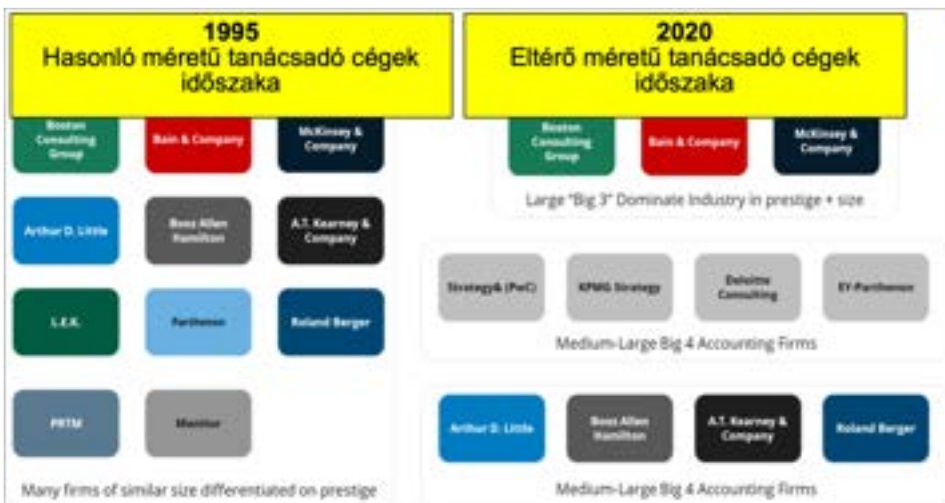 1995
Hasonló méretű tanácsadó cégek
időszaka
Boston
Consulting
Group
Bain & Company
McKinsey &
Company
Arthur D. Little
Booz Allen
Hamilton
A.T. Kearney &
Company
L.E.K.
Parthenon
Roland Berger
PRTM
Monitor
Many firms of similar size differentiated on prestige
2020
Eltérő méretű tanácsadó cégek
időszaka
Boston
Consulting
Group
Bain & Company
McKinsey &
Company
Large "Big 3" Dominate Industry in prestige + size
Strategy& (PwC)
KPMG Strategy
Deloitte
Consulting
EY-Parthenon
Medium-Large Big 4 Accounting Firms
Arthur D. Little
Booz Allen
Hamilton
A.T. Kearney &
Company
Roland Berger
Medium-Large Big 4 Accounting Firms